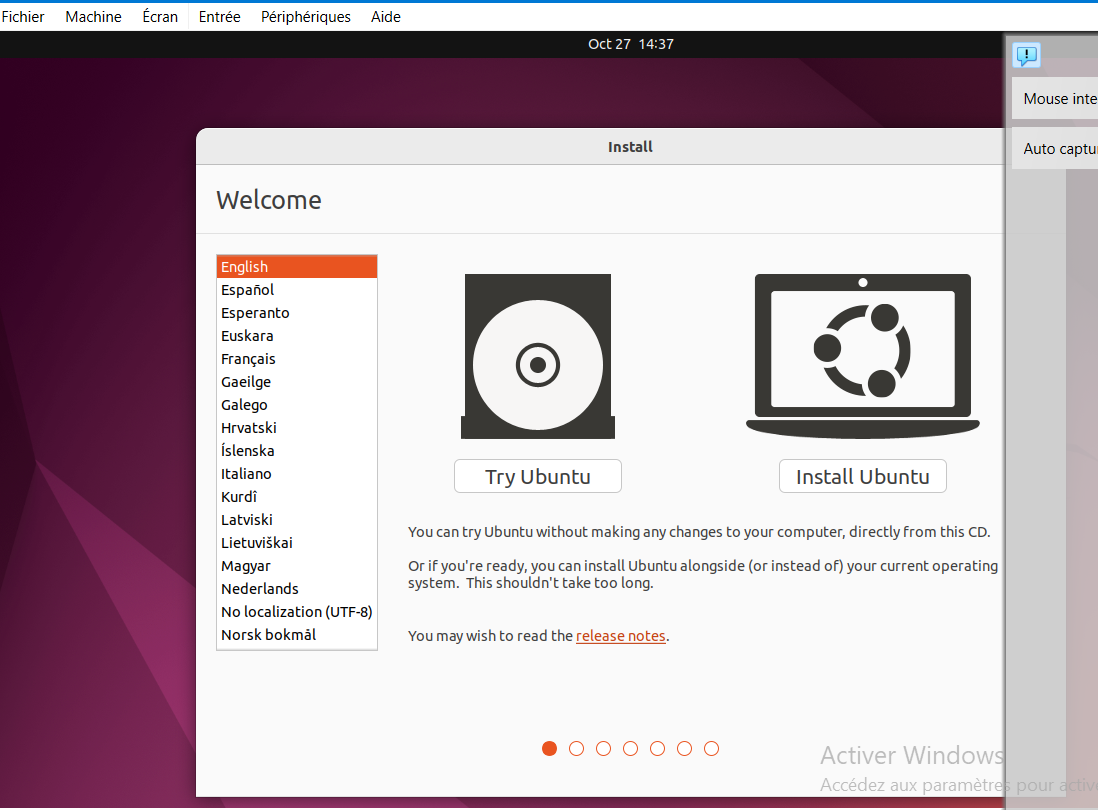 Fichier Machine Écran Entrée Périphériques Aide
Oct 27 14:37
Mouse
Auto
Install
Welcome
English
Español
Esperanto
Euskara
Français
Gaeilge
Galego
Hrvatski
Íslenska
Italiano
Kurdî
Latviski
Lietuviškai
Magyar
Nederlands
No localization (UTF-8)
Norsk bokmål
Try Ubuntu
Install Ubuntu
You can try Ubuntu without making any changes to your computer, directly from this CD.
Or if you're ready, you can install Ubuntu alongside (or instead of) your current operating
system. This shouldn't take too long.
You may wish to read the release notes.
Activer Windows
Accédez aux paramètres pour